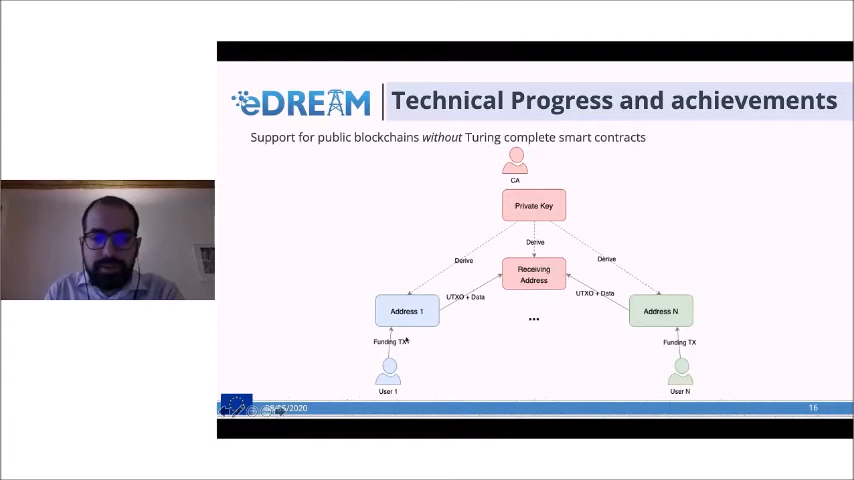 eDREAM
Technical Progress and achievements
Support for public blockchains without Turing complete smart contracts
CA
Private Key
Derive
Derive
Derive
Receiving
Address
UTXO + Data
UTXO + Data
Address 1
...
Address N
Funding TX
Funding TX
User 1
User N
/2020
16